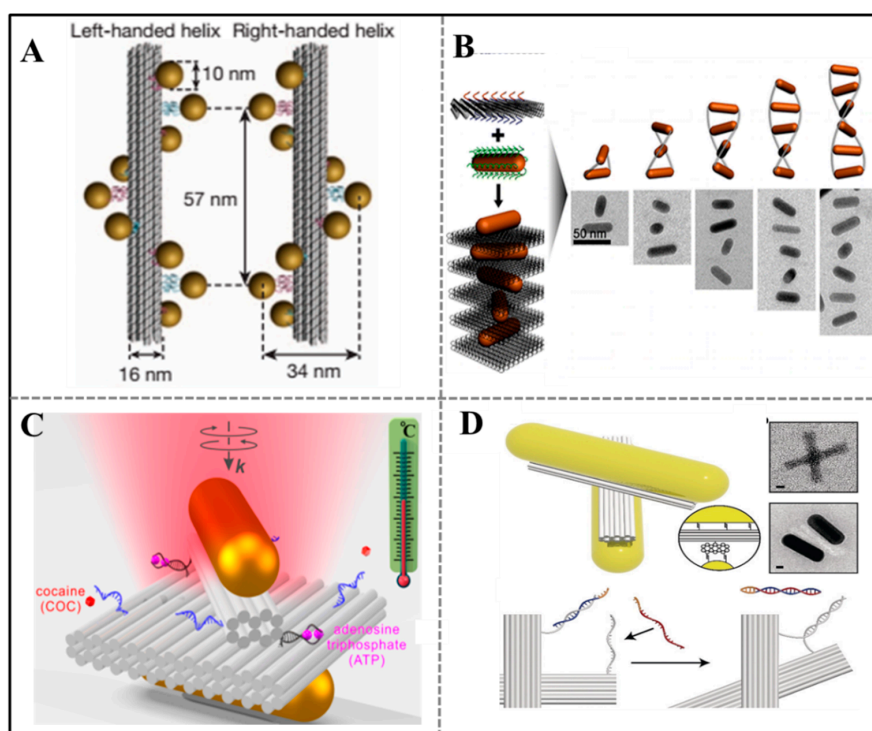 A
Left-handed helix Right-handed helix
10 nm
57 nm
16 nm
34 nm
B
+
50 nm
C
k
°C
cocaine
(COC)
adenosine
triphosphate
(ATP)
D